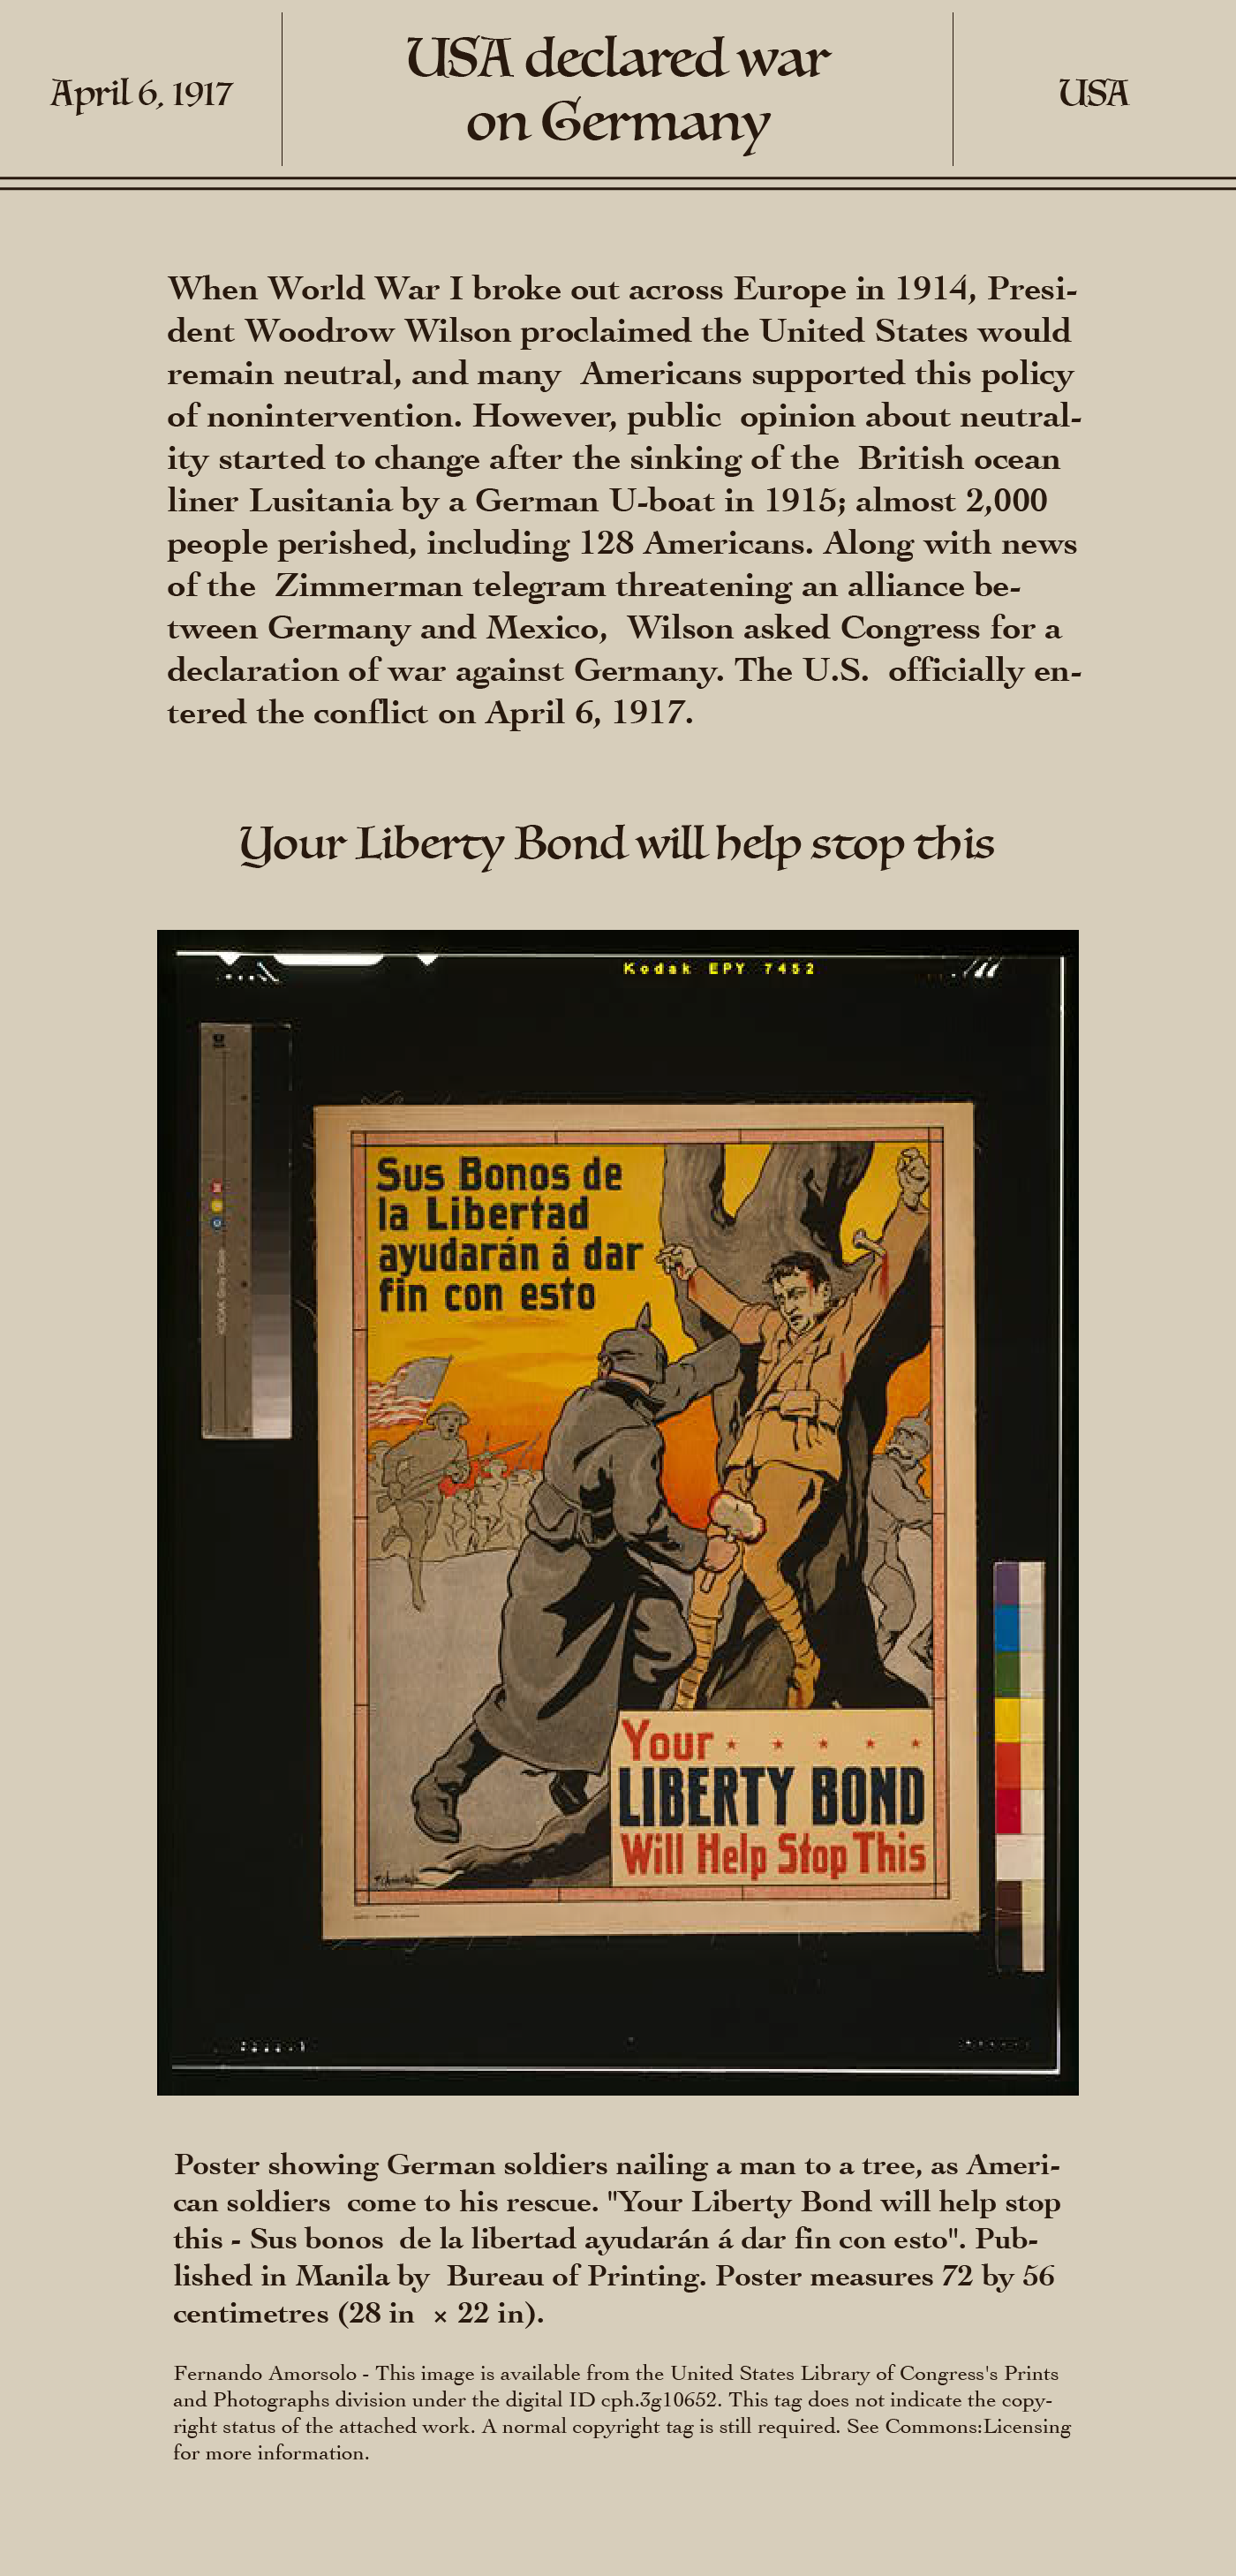 April 6, 1917
USA declared war
on Germany
USA
When World War I broke out across Europe in 1914, Presi-
dent Woodrow Wilson proclaimed the United States would
remain neutral, and many Americans supported this policy
of nonintervention. However, public opinion about neutral-
ity started to change after the sinking of the British ocean
liner Lusitania by a German U-boat in 1915; almost 2,000
people perished, including 128 Americans. Along with news
of the Zimmerman telegram threatening an alliance be-
tween Germany and Mexico, Wilson asked Congress for a
declaration of war against Germany. The U.S. officially en-
tered the conflict on April 6, 1917.
Your Liberty Bond will help stop this
Kodak EPY 7452
KODAK Gray Scale
Sus Bonos de
la Libertad
ayudarán á dar
fin con esto
Your
LIBERTY BOND
Will Help Stop This
Poster showing German soldiers nailing a man to a tree, as Ameri-
can soldiers come to his rescue. "Your Liberty Bond will help stop
this - Sus bonos de la libertad ayudarán á dar fin con esto". Pub-
lished in Manila by Bureau of Printing. Poster measures 72 by 56
centimetres (28 in × 22 in).
Fernando Amorsolo - This image is available from the United States Library of Congress's Prints
and Photographs division under the digital ID cph.3g10652. This tag does not indicate the copy-
right status of the attached work. A normal copyright tag is still required. See Commons:Licensing
for more information.